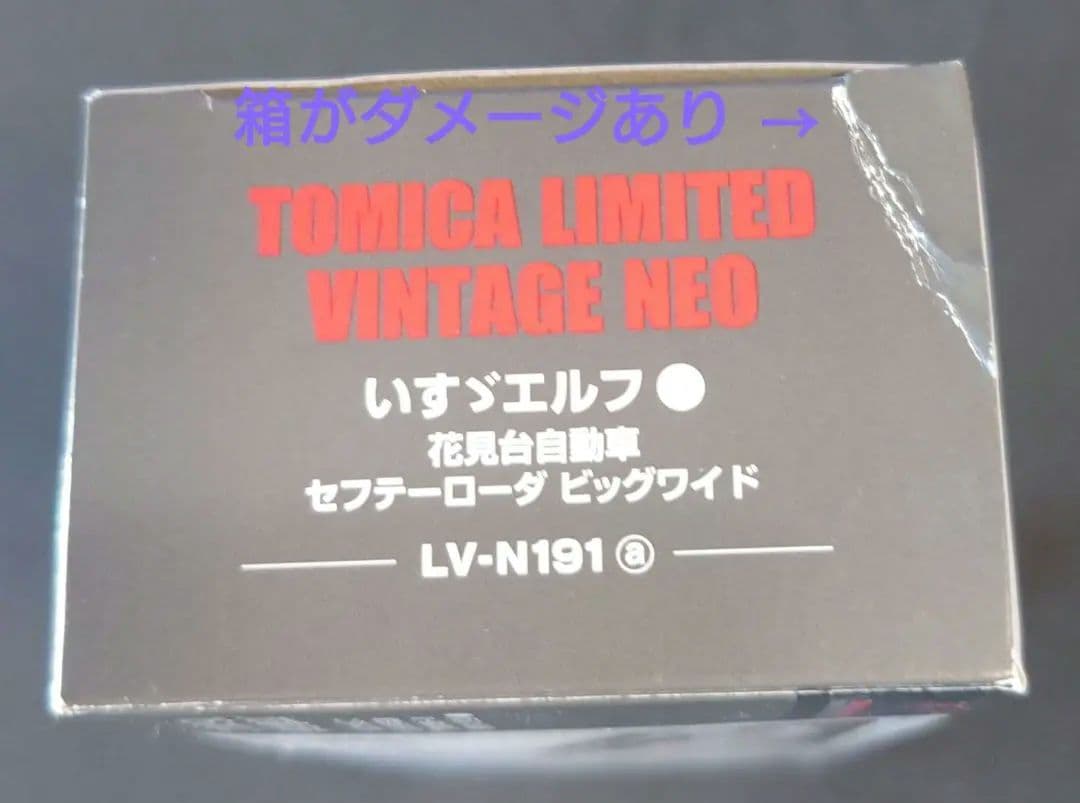 箱がダメージあり →
TOMICA LIMITED
VINTAGE NEO
いすゞエルフ
花見台自動車
セフテーローダ ビッグワイド
LV-N191ⓐ